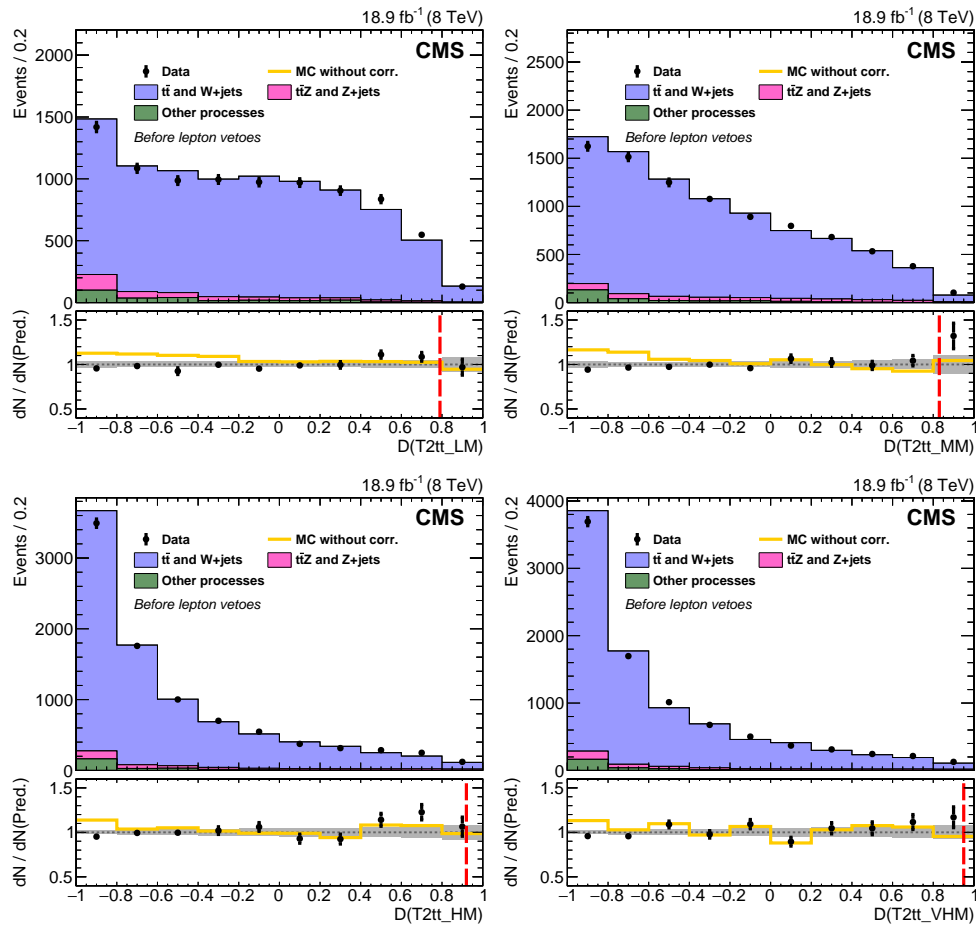 18.9 fb⁻¹ (8 TeV)
CMS
Events / 0.2
2000
1500
1000
500
0
Data
MC without corr.
tt̄ and W+jets
tt̄Z and Z+jets
Other processes
Before lepton vetoes
dN / dN(Pred.)
1.5
1
0.5
−1 −0.8 −0.6 −0.4 −0.2 0 0.2 0.4 0.6 0.8 1
D(T2tt_LM)
18.9 fb⁻¹ (8 TeV)
CMS
Events / 0.2
2500
2000
1500
1000
500
0
Data
MC without corr.
tt̄ and W+jets
tt̄Z and Z+jets
Other processes
Before lepton vetoes
dN / dN(Pred.)
1.5
1
0.5
−1 −0.8 −0.6 −0.4 −0.2 0 0.2 0.4 0.6 0.8 1
D(T2tt_MM)
18.9 fb⁻¹ (8 TeV)
CMS
Events / 0.2
3000
2000
1000
0
Data
MC without corr.
tt̄ and W+jets
tt̄Z and Z+jets
Other processes
Before lepton vetoes
dN / dN(Pred.)
1.5
1
0.5
−1 −0.8 −0.6 −0.4 −0.2 0 0.2 0.4 0.6 0.8 1
D(T2tt_HM)
18.9 fb⁻¹ (8 TeV)
CMS
Events / 0.2
4000
3000
2000
1000
0
Data
MC without corr.
tt̄ and W+jets
tt̄Z and Z+jets
Other processes
Before lepton vetoes
dN / dN(Pred.)
1.5
1
0.5
−1 −0.8 −0.6 −0.4 −0.2 0 0.2 0.4 0.6 0.8 1
D(T2tt_VHM)